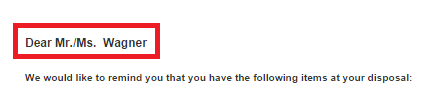 Dear Mr./Ms.  Wagner
We would like to remind you that you have the following items at your disposal: